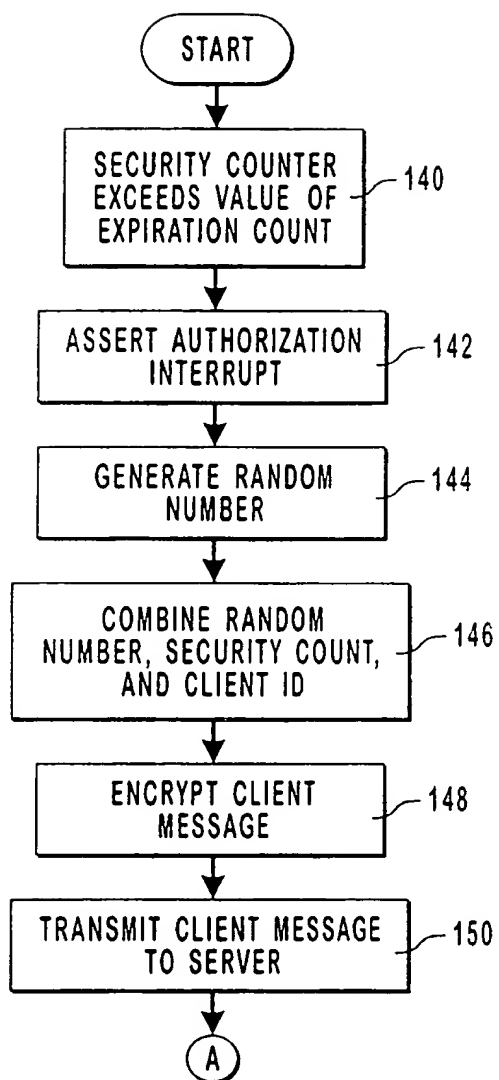 START
SECURITY COUNTER
EXCEEDS VALUE OF
EXPIRATION COUNT
140
ASSERT AUTHORIZATION
INTERRUPT
142
GENERATE RANDOM
NUMBER
144
COMBINE RANDOM
NUMBER, SECURITY COUNT,
AND CLIENT ID
146
ENCRYPT CLIENT
MESSAGE
148
TRANSMIT CLIENT MESSAGE
TO SERVER
150
A